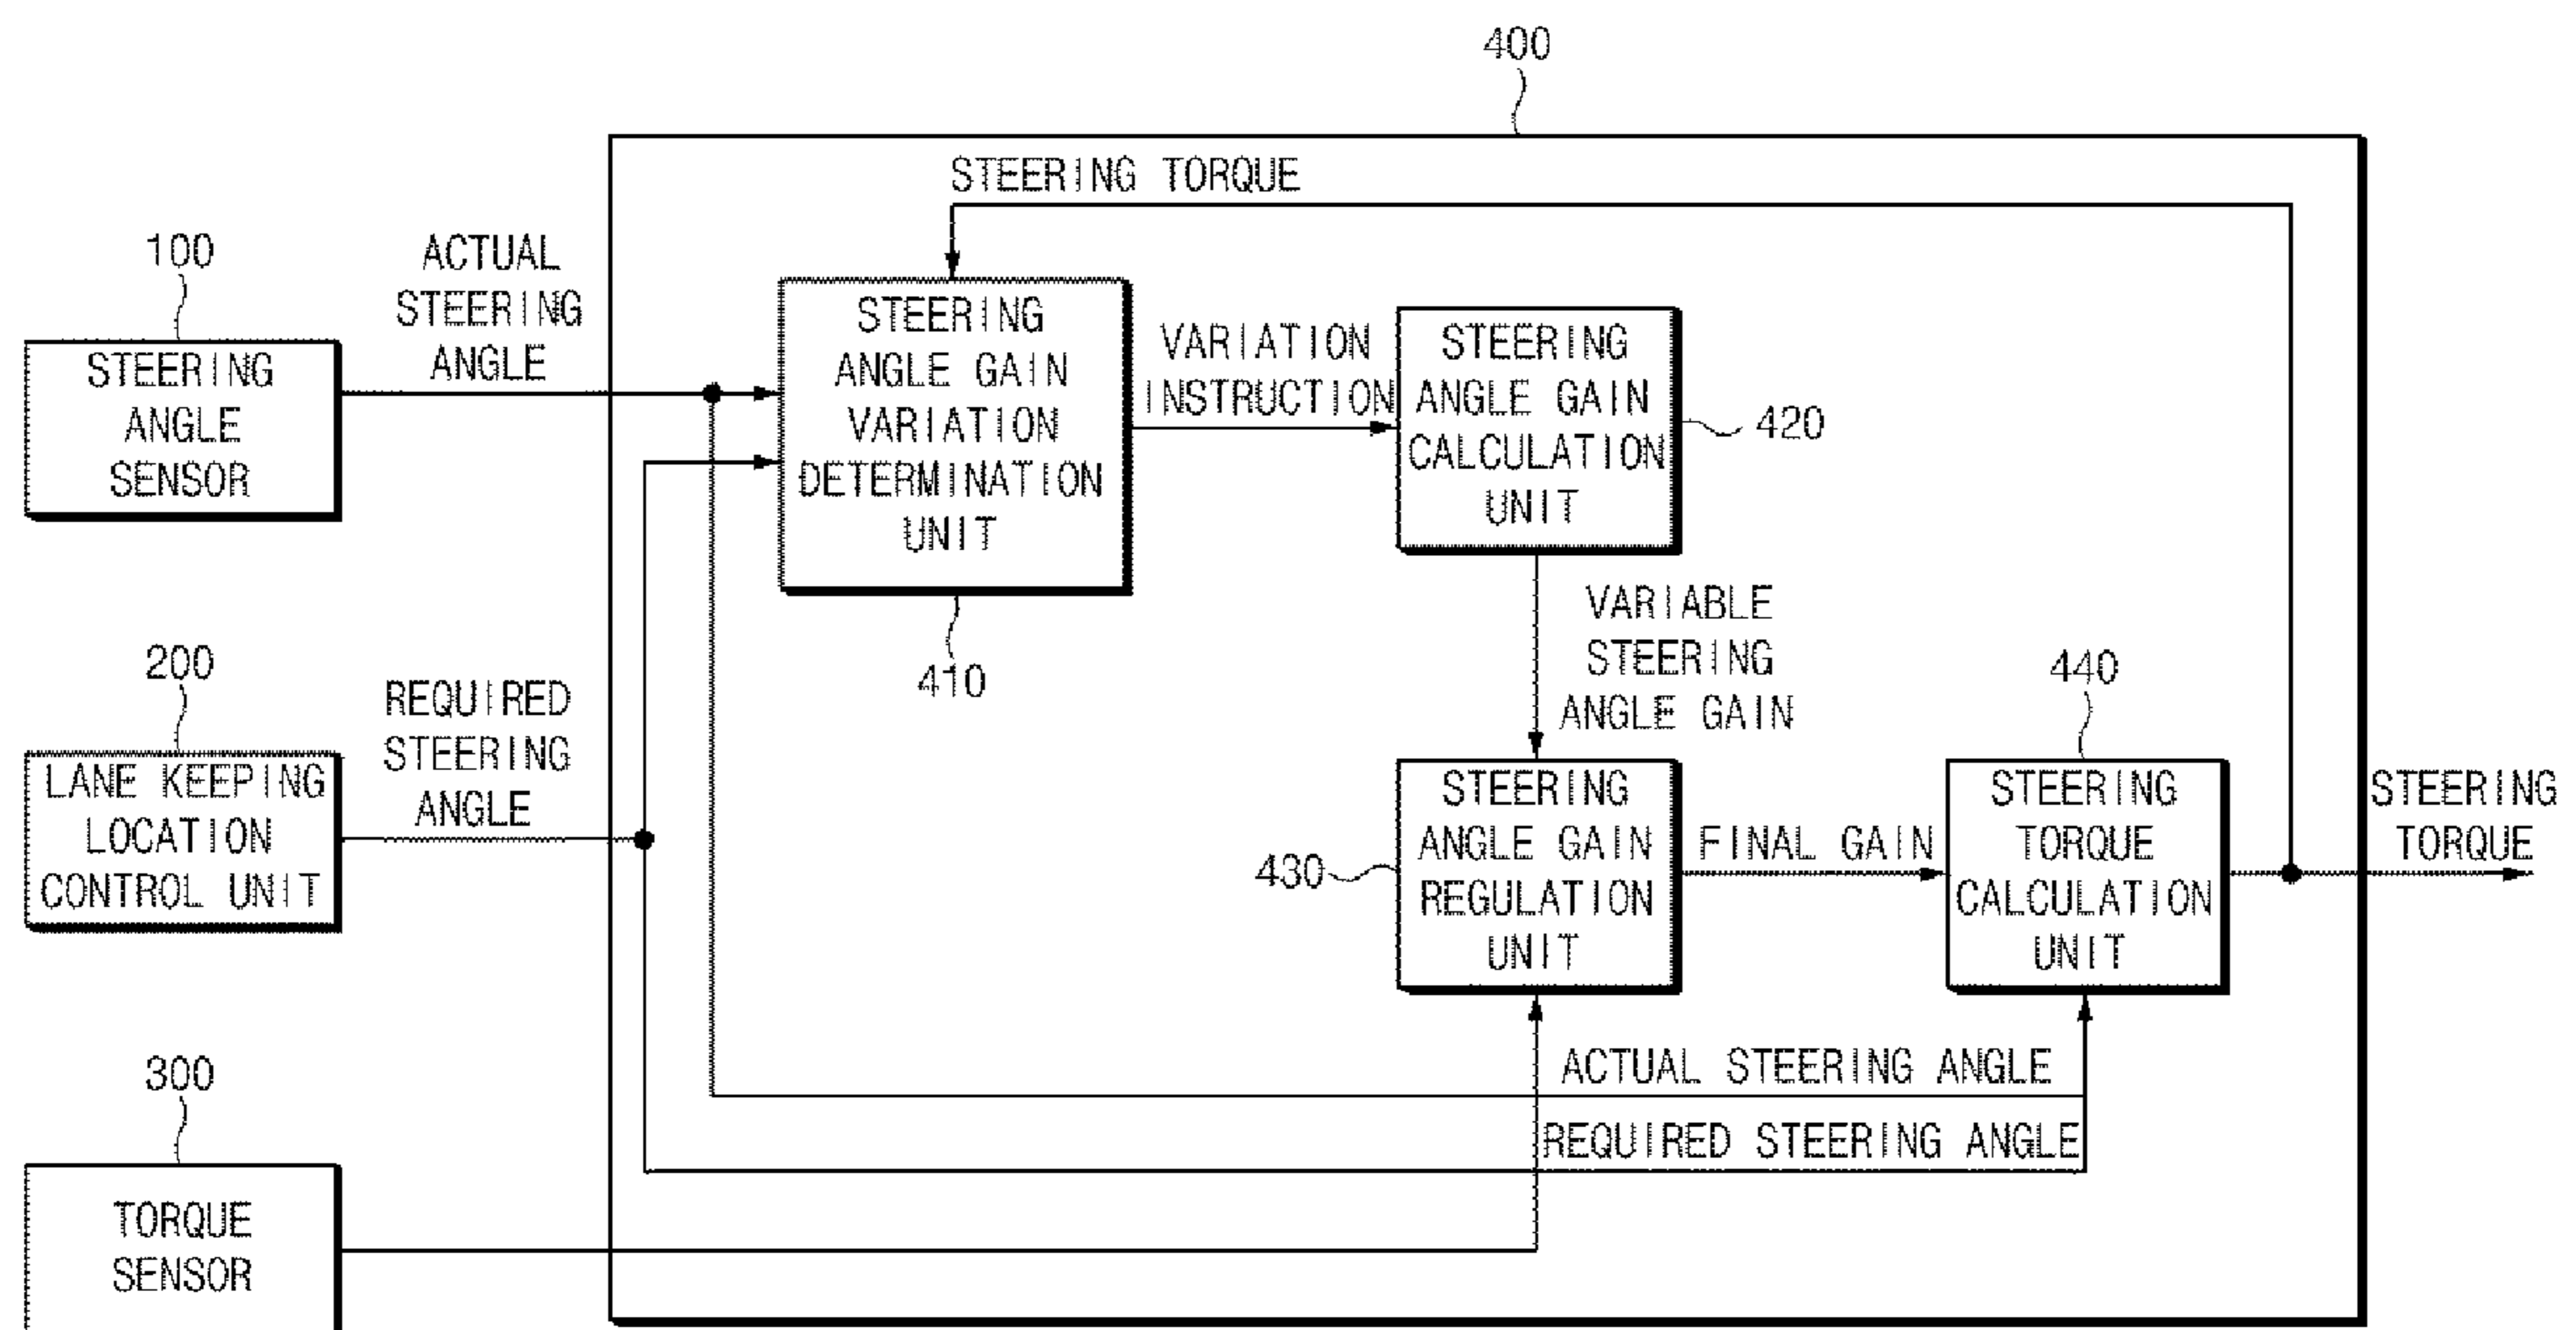 400
STEERING TORQUE
100
ACTUAL
STEERING
ANGLE
STEERING
ANGLE
SENSOR
STEERING
ANGLE GAIN
VARIATION
DETERMINATION
UNIT
410
VARIATION
INSTRUCTION
STEERING
ANGLE GAIN
CALCULATION
UNIT
420
VARIABLE
STEERING
ANGLE GAIN
200
REQUIRED
STEERING
ANGLE
LANE KEEPING
LOCATION
CONTROL UNIT
430
STEERING
ANGLE GAIN
REGULATION
UNIT
FINAL GAIN
440
STEERING
TORQUE
CALCULATION
UNIT
STEERING
TORQUE
ACTUAL STEERING ANGLE
REQUIRED STEERING ANGLE
300
TORQUE
SENSOR